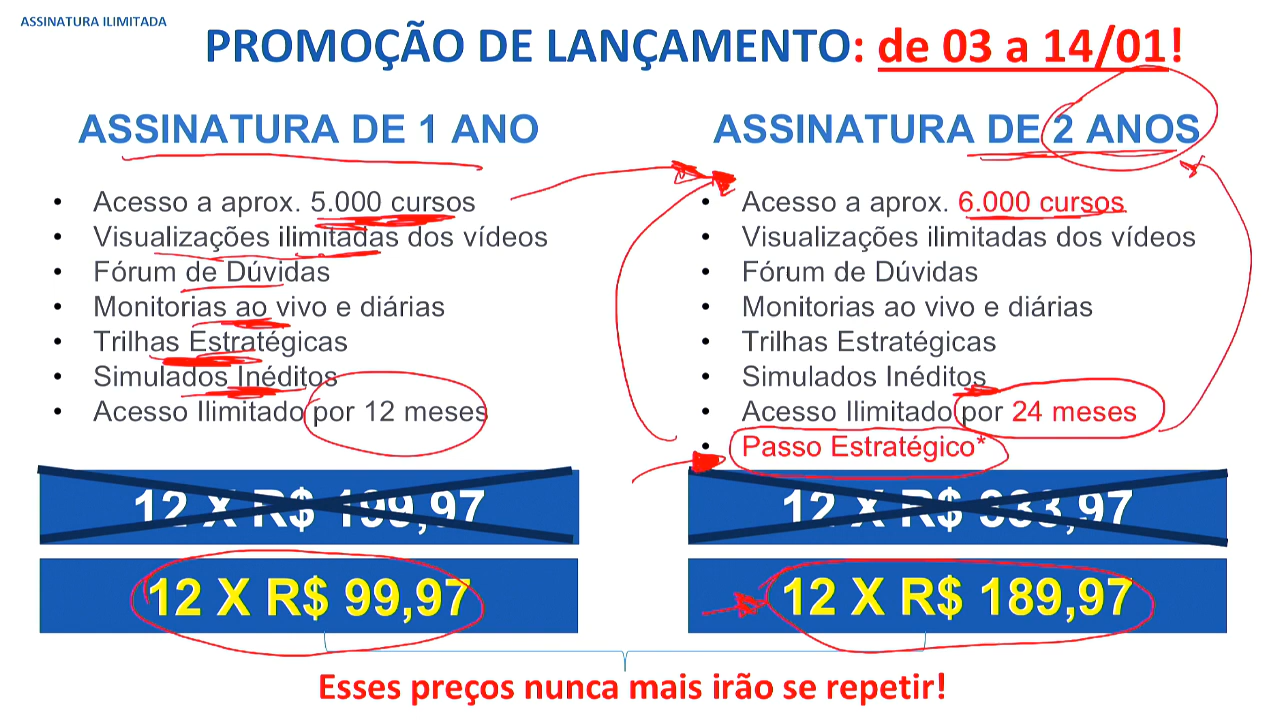 ASSINATURA ILIMITADA
PROMOÇÃO DE LANÇAMENTO: de 03 a 14/01!
ASSINATURA DE 1 ANO
• Acesso a aprox. 5.000 cursos
• Visualizações ilimitadas dos vídeos
• Fórum de Dúvidas
• Monitorias ao vivo e diárias
• Trilhas Estratégicas
• Simulados Inéditos
• Acesso Ilimitado por 12 meses
12 X R$ 199,97
12 X R$ 99,97
ASSINATURA DE 2 ANOS
• Acesso a aprox. 6.000 cursos
• Visualizações ilimitadas dos vídeos
• Fórum de Dúvidas
• Monitorias ao vivo e diárias
• Trilhas Estratégicas
• Simulados Inéditos
• Acesso Ilimitado por 24 meses
• Passo Estratégico*
12 X R$
12 X R$ 189,97
Esses preços nunca mais irão se repetir!